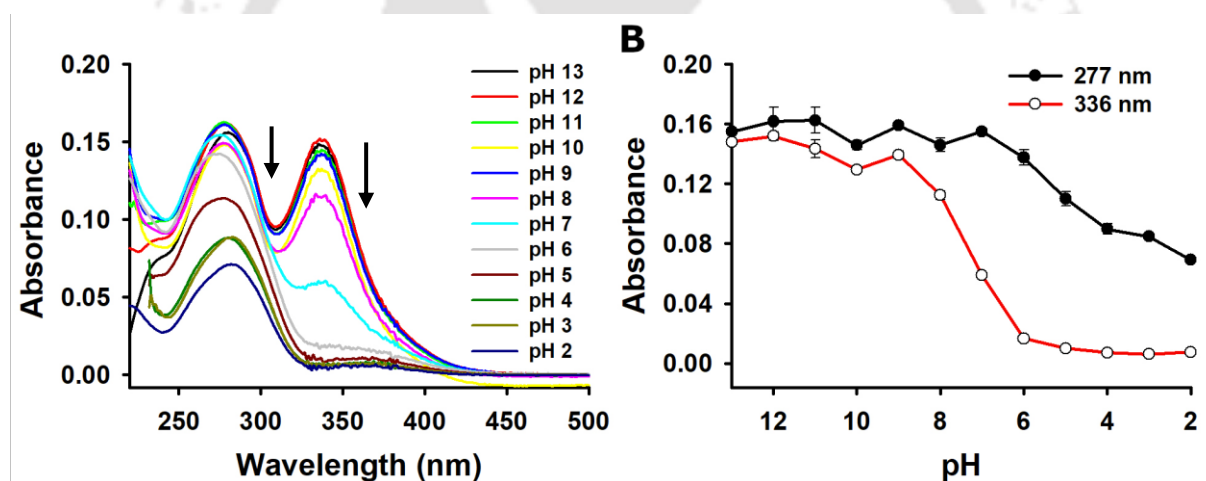 B
0.20
0.15
0.10
0.05
0.00
Absorbance
250 300 350 400 450 500
Wavelength (nm)
pH 13
pH 12
pH 11
pH 10
pH 9
pH 8
pH 7
pH 6
pH 5
pH 4
pH 3
pH 2
0.20
0.16
0.12
0.08
0.04
0.00
Absorbance
277 nm
336 nm
12 10 8 6 4 2
pH